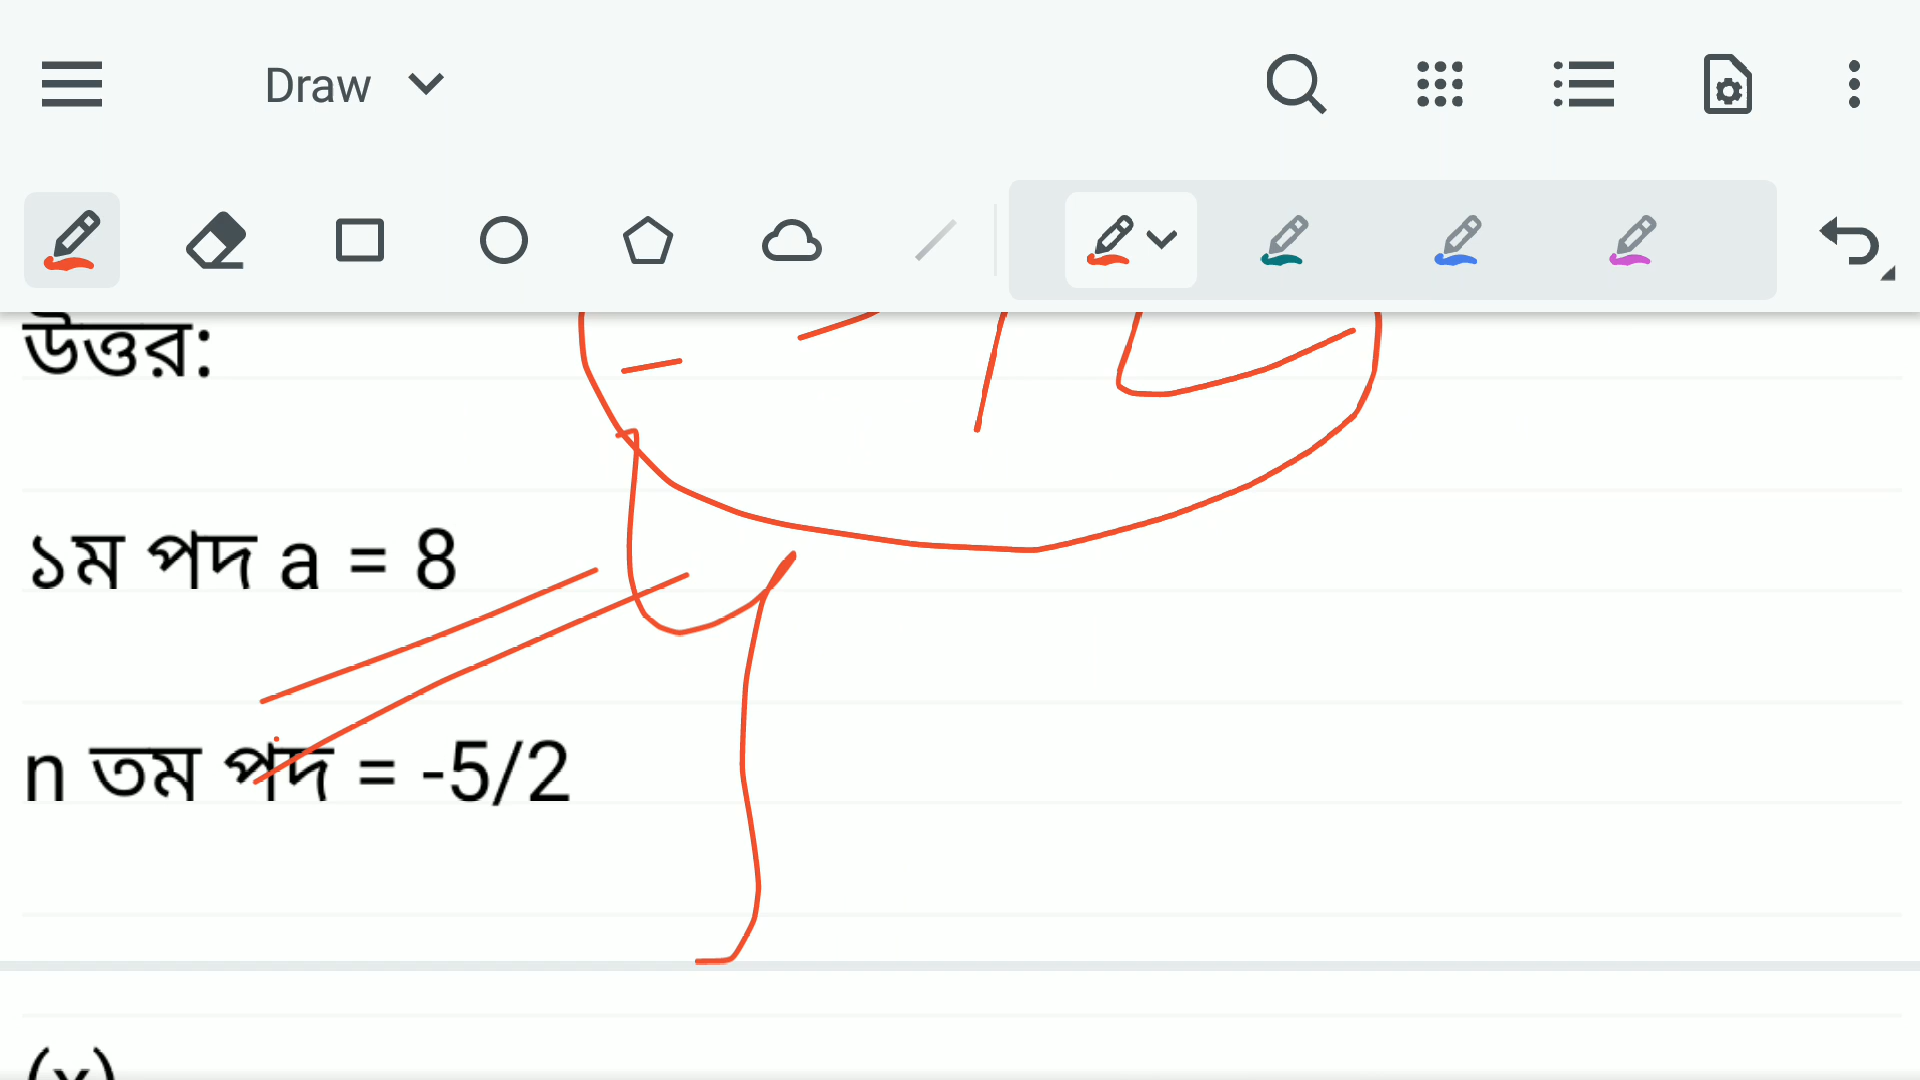 Draw
উত্তর:
১ম পদ a = 8
n তম পদ = -5/2
(x)